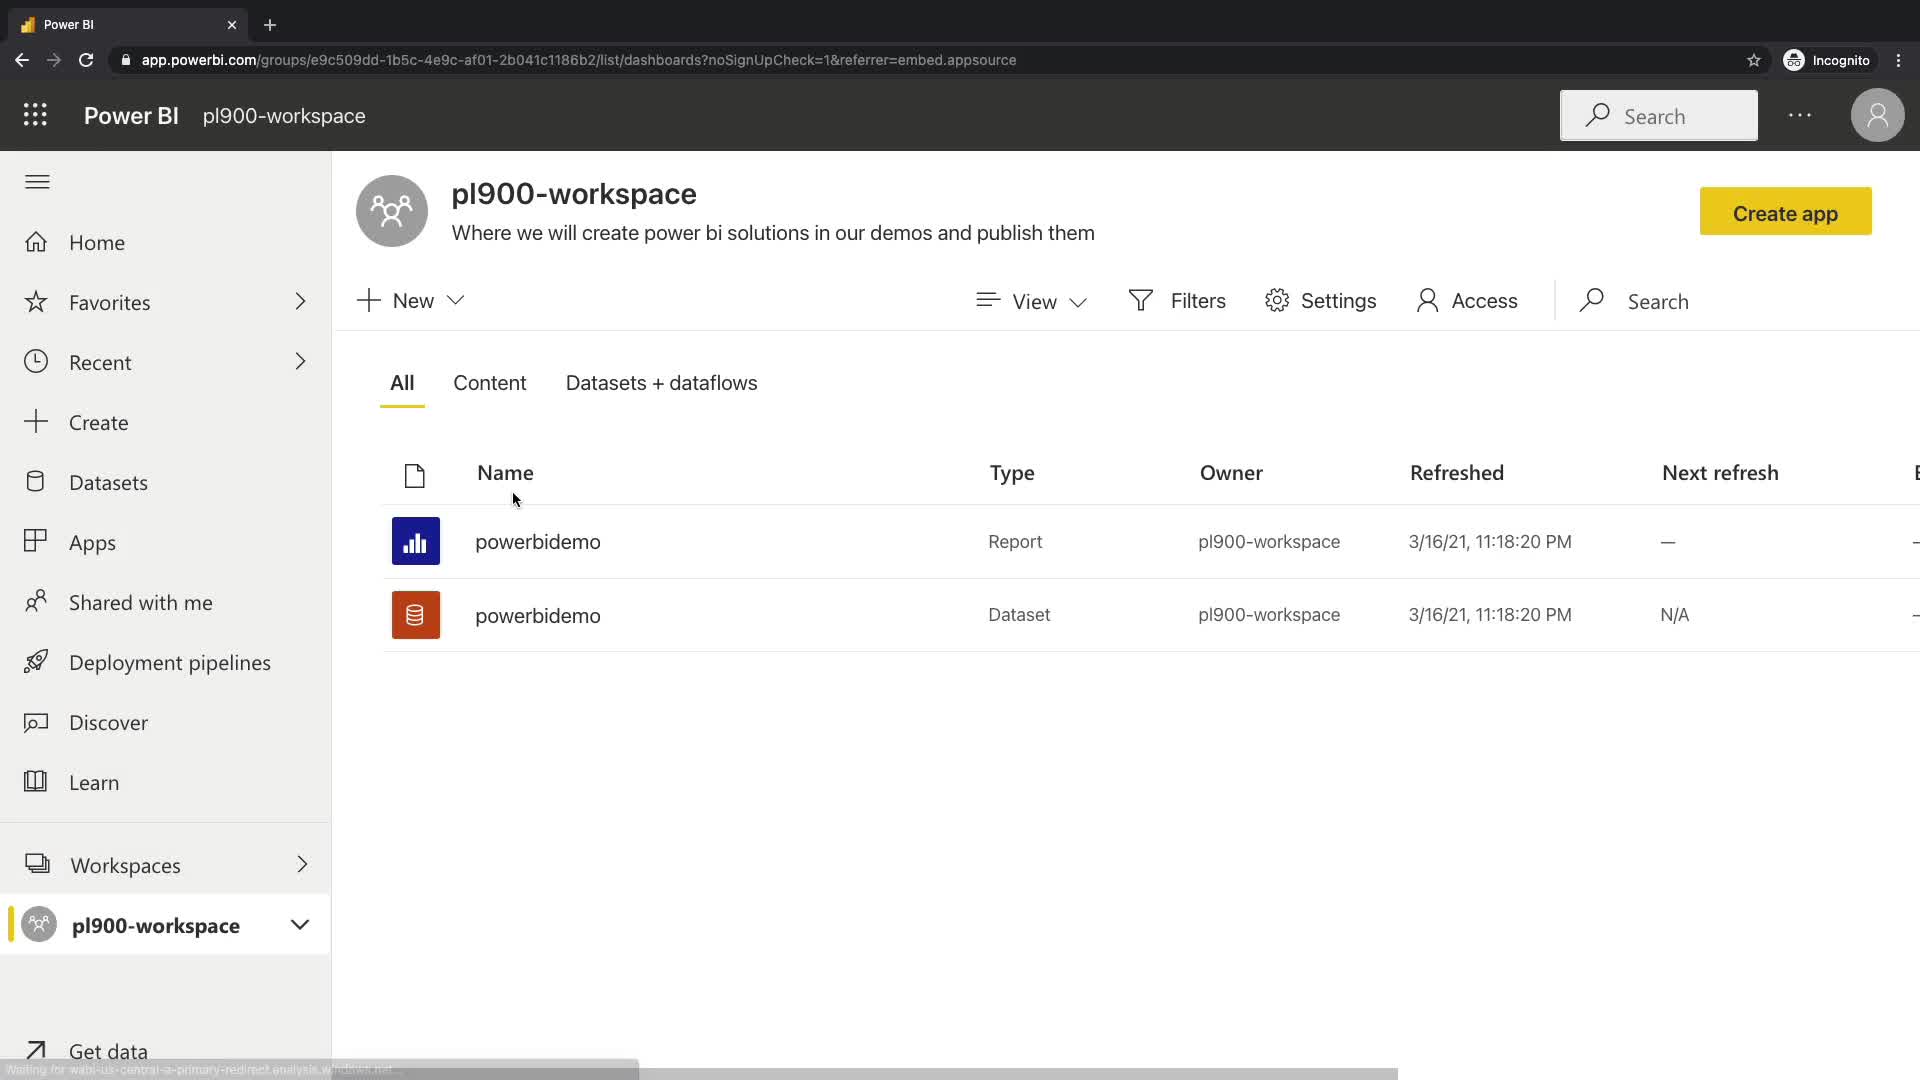 Power BI
app.powerbi.com/groups/e9c509dd-1b5c-4e9c-af01-2b041c1186b2/list/dashboards?noSignUpCheck=1&referrer=embed.appsource
Incognito
Power BI pl900-workspace
Search
pl900-workspace
Where we will create power bi solutions in our demos and publish them
Create app
New
View
Filters
Settings
Access
Search
Home
Favorites
Recent
Create
Datasets
Apps
Shared with me
Deployment pipelines
Discover
Learn
Workspaces
pl900-workspace
Get data
All Content Datasets + dataflows
Name Type Owner Refreshed Next refresh
powerbidemo Report pl900-workspace 3/16/21, 11:18:20 PM —
powerbidemo Dataset pl900-workspace 3/16/21, 11:18:20 PM N/A
Waiting for wabi-us-central-a-primary-redirect.analysis.windows.net...